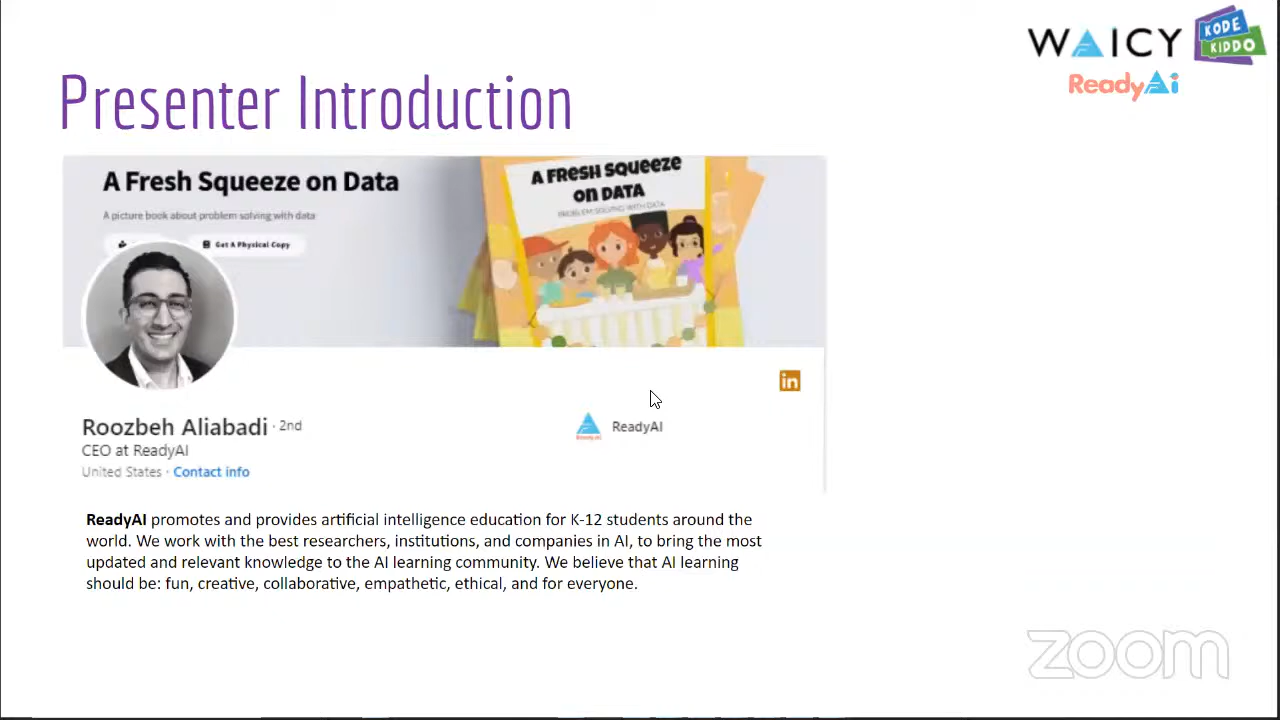 WAICY
KODE
KIDDO
ReadyAi
Presenter Introduction
A Fresh Squeeze on Data
A picture book about problem solving with data
Get A Physical Copy
A FRESH SQUEEZE
ON DATA
PROBLEM SOLVING WITH DATA
in
Roozbeh Aliabadi · 2nd
ReadyAI
CEO at ReadyAI
United States · Contact info
ReadyAI promotes and provides artificial intelligence education for K-12 students around the
world. We work with the best researchers, institutions, and companies in AI, to bring the most
updated and relevant knowledge to the AI learning community. We believe that AI learning
should be: fun, creative, collaborative, empathetic, ethical, and for everyone.
zoom